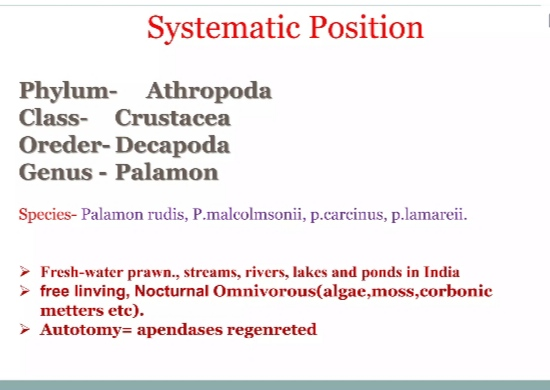 Systematic Position
Phylum- Athropoda
Class- Crustacea
Oreder- Decapoda
Genus - Palamon
Species- Palamon rudis, P.malcolmsonii, p.carcinus, p.lamareii.
➢ Fresh-water prawn., streams, rivers, lakes and ponds in India
➢ free linving, Nocturnal Omnivorous(algae,moss,corbonic
metters etc).
➢ Autotomy= apendases regenreted